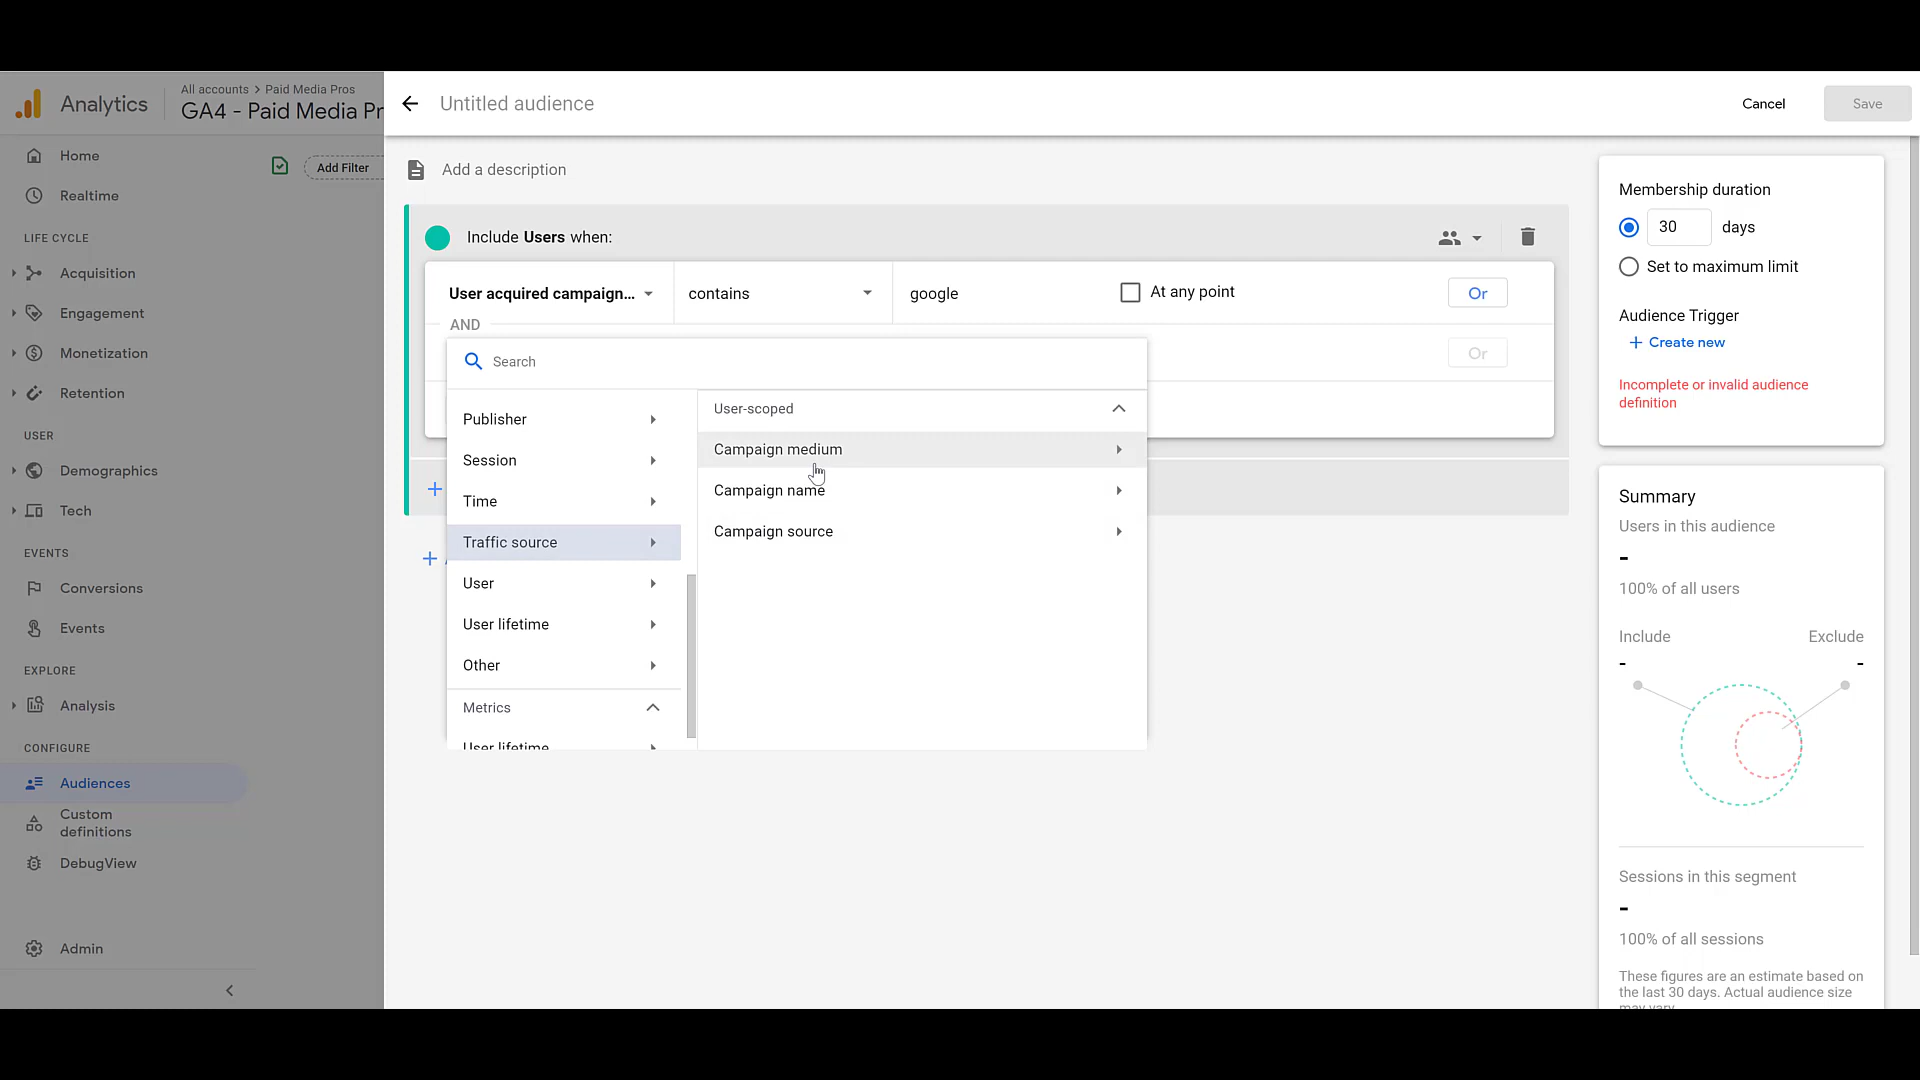 Analytics
All accounts > Paid Media Pros
GA4 - Paid Media Pr
Untitled audience
Cancel
Save
Home
Realtime
LIFE CYCLE
Acquisition
Engagement
Monetization
Retention
USER
Demographics
Tech
EVENTS
Conversions
Events
EXPLORE
Analysis
CONFIGURE
Audiences
Custom
definitions
DebugView
Admin
Add Filter
Add a description
Include Users when:
User acquired campaign...
contains
google
At any point
Or
AND
Or
Search
Publisher
Session
Time
Traffic source
User
User lifetime
Other
Metrics
User lifetime
User-scoped
Campaign medium
Campaign name
Campaign source
Membership duration
30 days
Set to maximum limit
Audience Trigger
+ Create new
Incomplete or invalid audience
definition
Summary
Users in this audience
-
100% of all users
Include
Exclude
-
-
Sessions in this segment
-
100% of all sessions
These figures are an estimate based on
the last 30 days. Actual audience size
may vary.